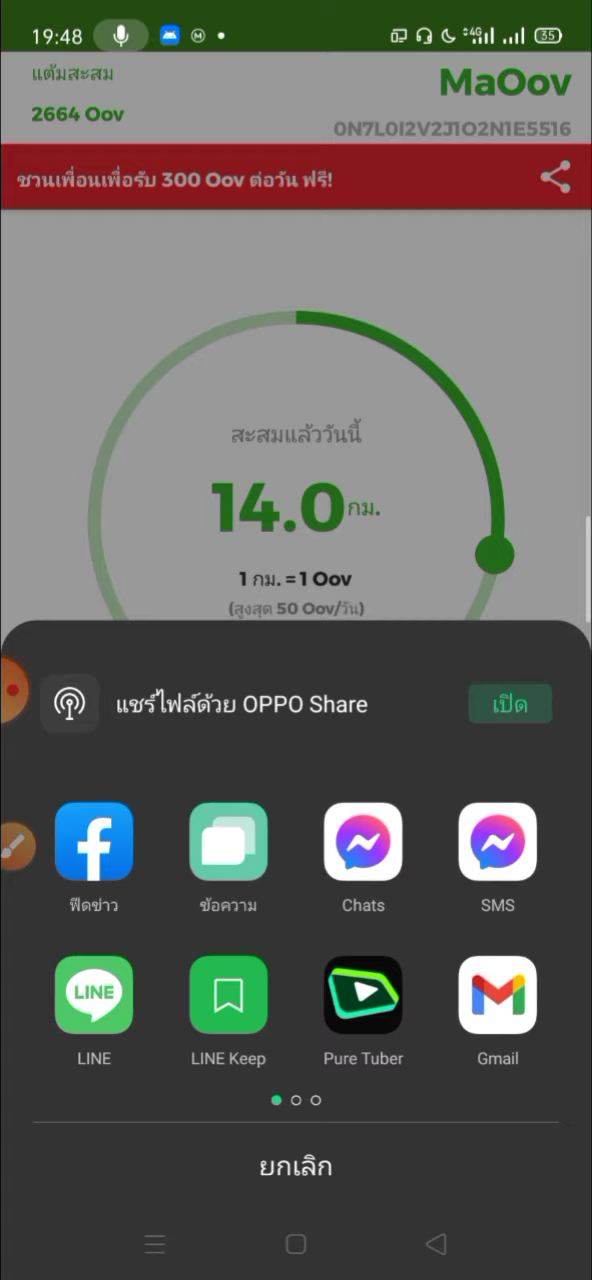 19:48
4G
35
แต้มสะสม
MaOov
2664 Oov
0N7L0I2V2J1O2N1E5516
ชวนเพื่อนเพื่อรับ 300 Oov ต่อวัน ฟรี!
สะสมแล้ววันนี้
14.0 กม.
1 กม. = 1 Oov
(สูงสุด 50 Oov/วัน)
แชร์ไฟล์ด้วย OPPO Share
เปิด
ฟีดข่าว
ข้อความ
Chats
SMS
LINE
LINE
LINE Keep
Pure Tuber
Gmail
ยกเลิก